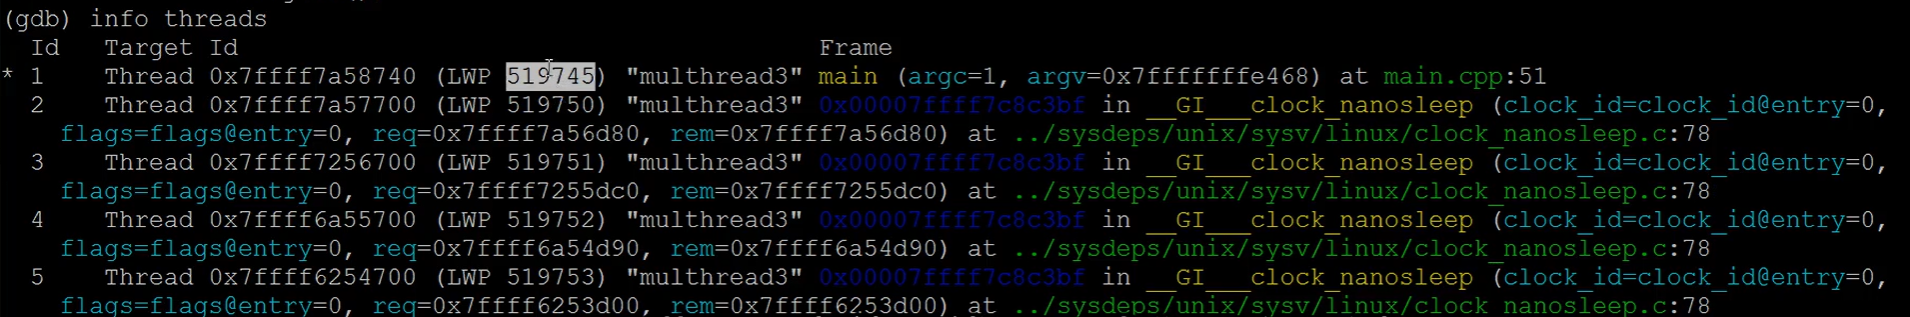 (gdb) info threads
Id Target Id Frame
* 1 Thread 0x7ffff7a58740 (LWP 519745) "multhread3" main (argc=1, argv=0x7fffffffe468) at main.cpp:51
2 Thread 0x7ffff7a57700 (LWP 519750) "multhread3" 0x00007ffff7c8c3bf in __GI___clock_nanosleep (clock_id=clock_id@entry=0,
flags=flags@entry=0, req=0x7ffff7a56d80, rem=0x7ffff7a56d80) at ../sysdeps/unix/sysv/linux/clock_nanosleep.c:78
3 Thread 0x7ffff7256700 (LWP 519751) "multhread3" 0x00007ffff7c8c3bf in __GI___clock_nanosleep (clock_id=clock_id@entry=0,
flags=flags@entry=0, req=0x7ffff7255dc0, rem=0x7ffff7255dc0) at ../sysdeps/unix/sysv/linux/clock_nanosleep.c:78
4 Thread 0x7ffff6a55700 (LWP 519752) "multhread3" 0x00007ffff7c8c3bf in __GI___clock_nanosleep (clock_id=clock_id@entry=0,
flags=flags@entry=0, req=0x7ffff6a54d90, rem=0x7ffff6a54d90) at ../sysdeps/unix/sysv/linux/clock_nanosleep.c:78
5 Thread 0x7ffff6254700 (LWP 519753) "multhread3" 0x00007ffff7c8c3bf in __GI___clock_nanosleep (clock_id=clock_id@entry=0,
flags=flags@entry=0, req=0x7ffff6253d00, rem=0x7ffff6253d00) at ../sysdeps/unix/sysv/linux/clock_nanosleep.c:78